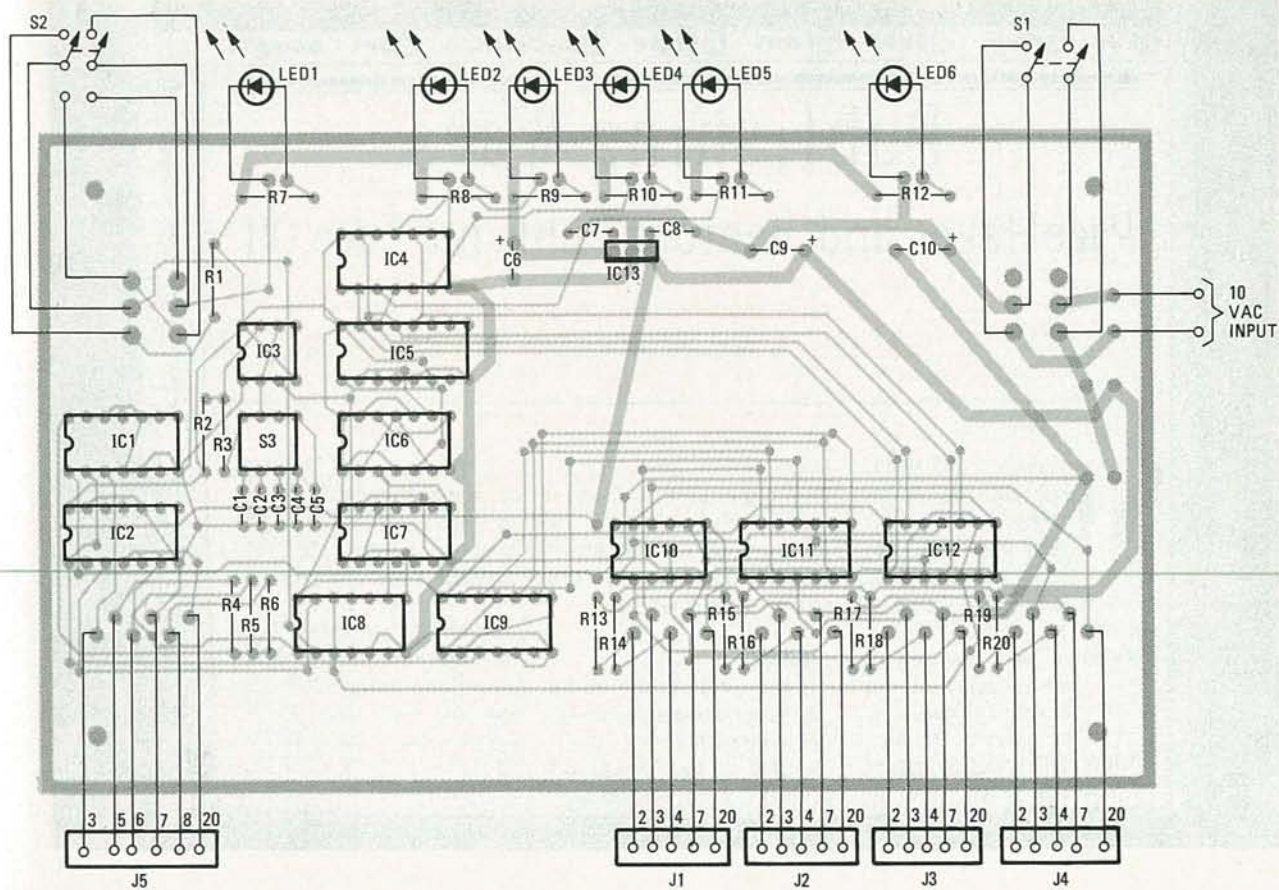 S2
S1
LED1
LED2
LED3
LED4
LED5
LED6
R7
R8
R9
R10
R11
R12
R1
IC4
+
C6
C7
C8
IC13
C9
+
C10
+
10
VAC
INPUT
IC3
IC5
IC1
R2
R3
S3
IC6
C1
C2
C3
C4
C5
IC2
IC7
IC10
IC11
IC12
R4
R5
R6
IC8
IC9
R13
R14
R15
R16
R17
R18
R19
R20
3 5 6 7 8 20
2 3 4 7 20
2 3 4 7 20
2 3 4 7 20
2 3 4 7 20
J5
J1
J2
J3
J4